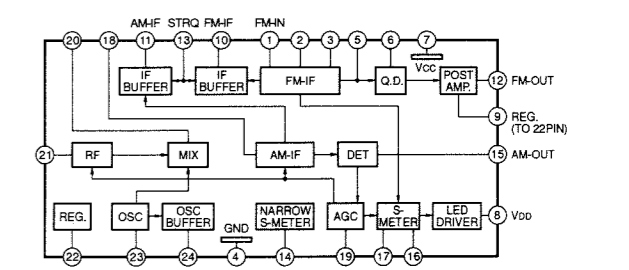 AM-IF STRQ FM-IF FM-IN
20 18 11 13 10 1 2 3 5 6 7
VCC
IF BUFFER
IF BUFFER
FM-IF
Q.D.
POST AMP.
12 FM-OUT
9 REG.
(TO 22PIN)
21 RF
MIX
AM-IF
DET
15 AM-OUT
REG.
OSC
OSC BUFFER
GND
NARROW S-METER
AGC
S-METER
LED DRIVER
8 VDD
22 23 24 4 14 19 17 16